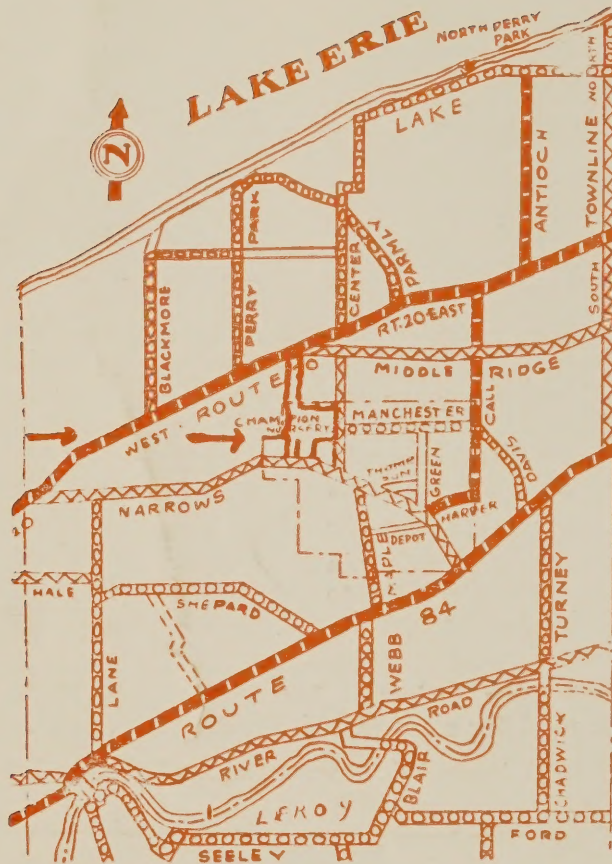 LAKE ERIE
NORTH PERRY
PARK
N
LAKE
ANTIOCH
TOWNLINE NORTH
SOUTH
PARK
PERRY
CENTER
PARMLY
BLACKMORE
RT. 20 EAST
WEST ROUTE 20
MIDDLE RIDGE
CHAMPION
NURSERY
MANCHESTER
CALL
GREEN
DAVIS
HARPER
DEPOT
MAPLE
20
NARROWS
HALE
SHEPARD
LANE
ROUTE 84
WEBB
TURNEY
RIVER ROAD
CHADWICK
BLAIR
LEROY
SEELEY
FORD